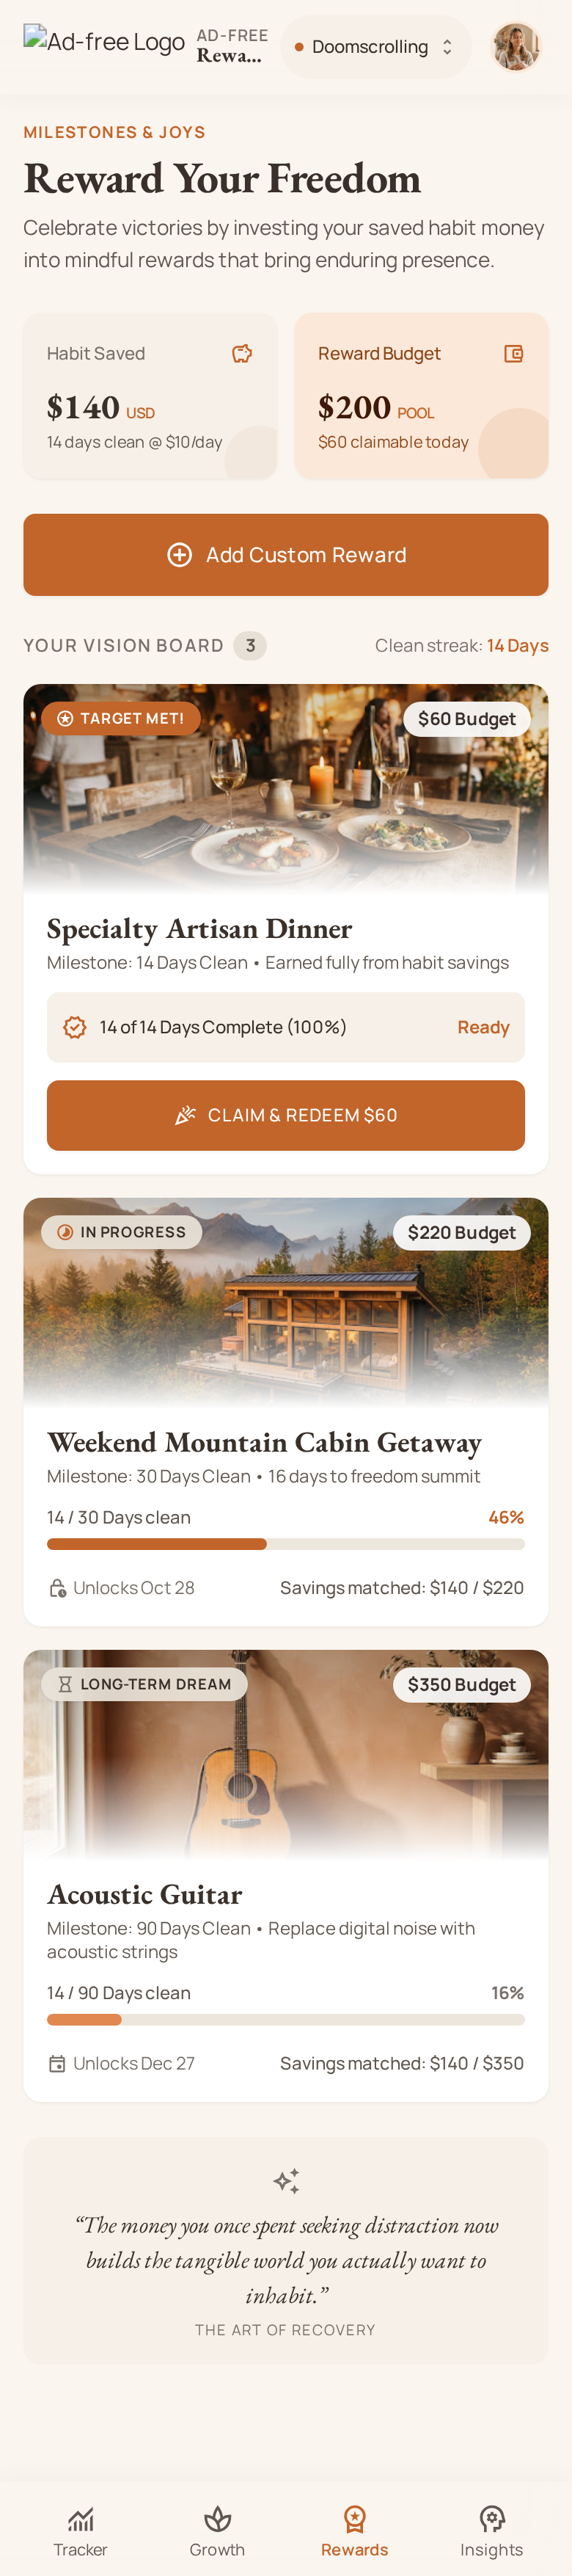 Ad-free Logo
AD-FREE
Rewa...
Doomscrolling
MILESTONES & JOYS
Reward Your Freedom
Celebrate victories by investing your saved habit money
into mindful rewards that bring enduring presence.
Habit Saved
$140 USD
14 days clean @ $10/day
Reward Budget
$200 POOL
$60 claimable today
Add Custom Reward
YOUR VISION BOARD 3
Clean streak: 14 Days
TARGET MET!
$60 Budget
Specialty Artisan Dinner
Milestone: 14 Days Clean • Earned fully from habit savings
14 of 14 Days Complete (100%)
Ready
CLAIM & REDEEM $60
IN PROGRESS
$220 Budget
Weekend Mountain Cabin Getaway
Milestone: 30 Days Clean • 16 days to freedom summit
14 / 30 Days clean
46%
Unlocks Oct 28
Savings matched: $140 / $220
LONG-TERM DREAM
$350 Budget
Acoustic Guitar
Milestone: 90 Days Clean • Replace digital noise with
acoustic strings
14 / 90 Days clean
16%
Unlocks Dec 27
Savings matched: $140 / $350
“The money you once spent seeking distraction now
builds the tangible world you actually want to
inhabit.”
THE ART OF RECOVERY
Tracker
Growth
Rewards
Insights